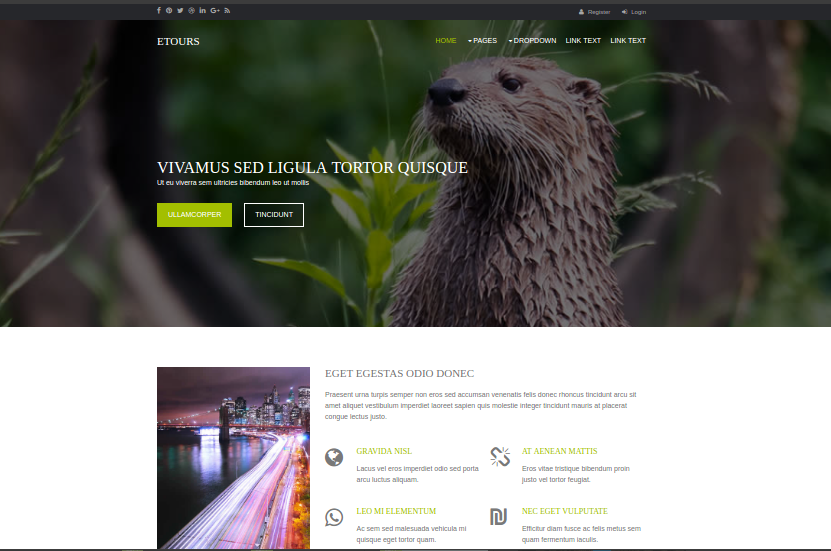 Register Login
ETOURS
HOME PAGES DROPDOWN LINK TEXT LINK TEXT
VIVAMUS SED LIGULA TORTOR QUISQUE
Ut eu viverra sem ultricies bibendum leo ut mollis
ULLAMCORPER TINCIDUNT
EGET EGESTAS ODIO DONEC
Praesent urna turpis semper non eros sed accumsan venenatis felis donec rhoncus tincidunt arcu sit
amet aliquet vestibulum imperdiet laoreet sapien quis molestie integer tincidunt mauris at placerat
congue lectus justo.
GRAVIDA NISL
Lacus vel eros imperdiet odio sed porta
arcu luctus aliquam.
AT AENEAN MATTIS
Eros vitae tristique bibendum proin
justo vel tortor feugiat.
LEO MI ELEMENTUM
Ac sem sed malesuada vehicula mi
quisque eget tortor quam.
NEC EGET VULPUTATE
Efficitur diam fusce ac felis metus sem
quam fermentum iaculis.